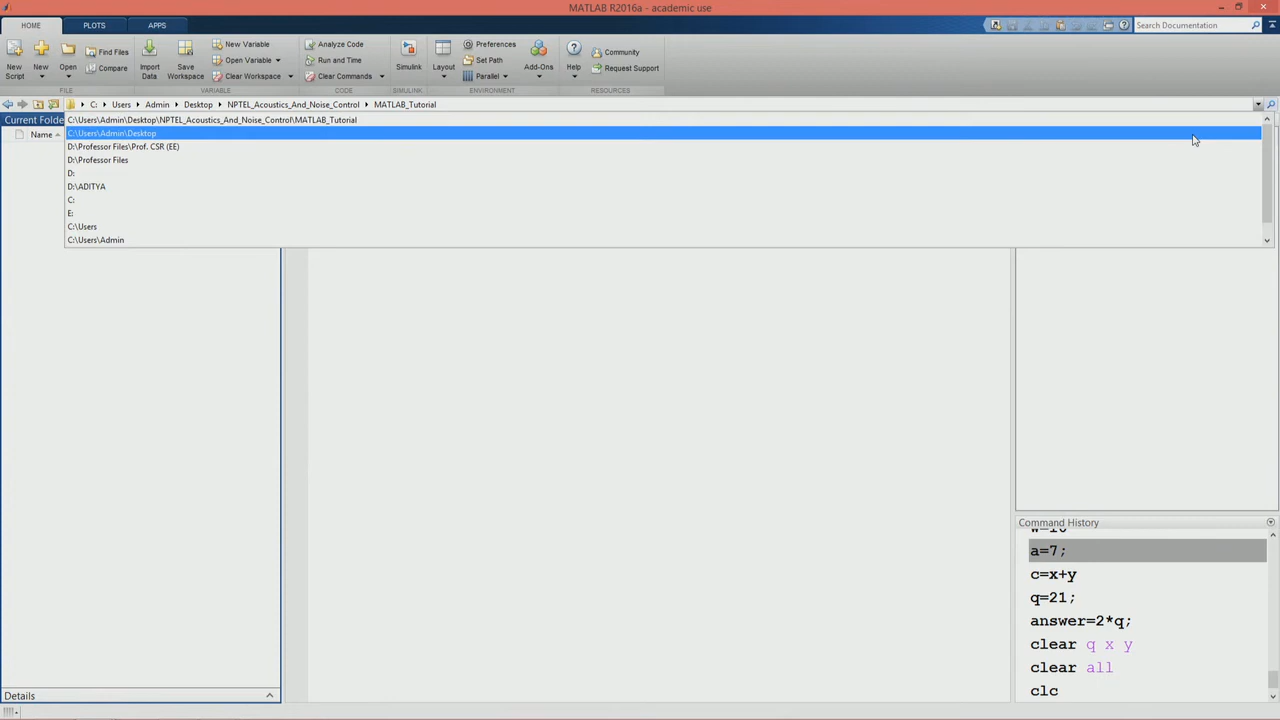 MATLAB R2016a - academic use
HOME PLOTS APPS
Search Documentation
New Script
New
Open
Find Files
Compare
Import Data
Save Workspace
New Variable
Open Variable
Clear Workspace
Analyze Code
Run and Time
Clear Commands
Simulink
Layout
Preferences
Set Path
Parallel
Add-Ons
Help
Community
Request Support
FILE VARIABLE CODE SIMULINK ENVIRONMENT RESOURCES
C: Users Admin Desktop NPTEL_Acoustics_And_Noise_Control MATLAB_Tutorial
Current Folde
Name
C:\Users\Admin\Desktop\NPTEL_Acoustics_And_Noise_Control\MATLAB_Tutorial
C:\Users\Admin\Desktop
D:\Professor Files\Prof. CSR (EE)
D:\Professor Files
D:
D:\ADITYA
C:
E:
C:\Users
C:\Users\Admin
Command History
w=10
a=7;
c=x+y
q=21;
answer=2*q;
clear q x y
clear all
clc
Details